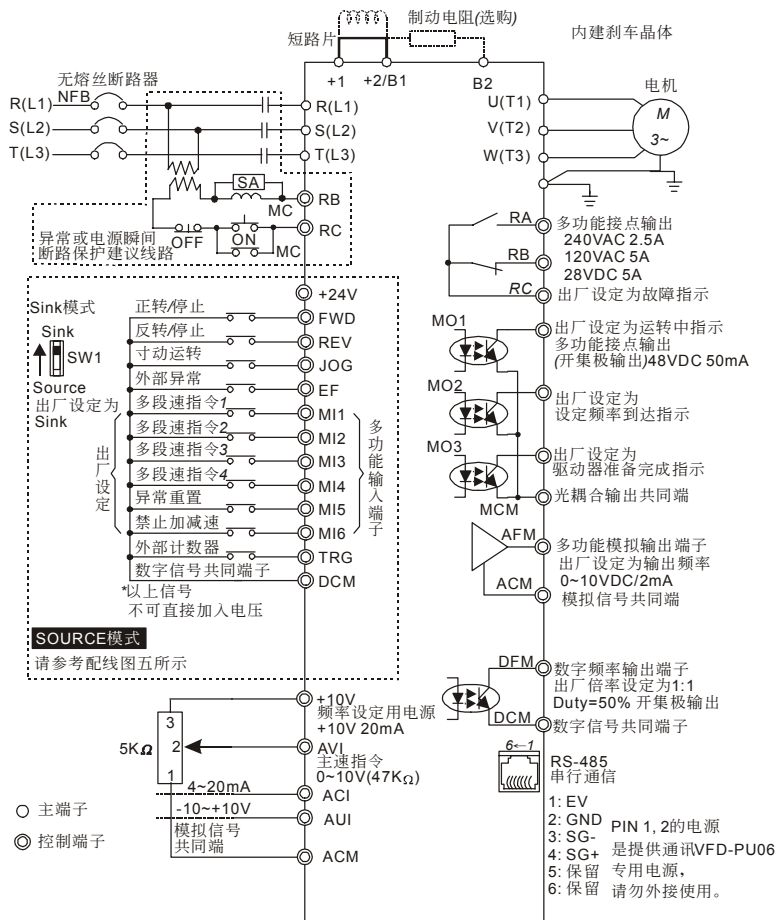 制动电阻(选购)
短路片
内建刹车晶体
+1
+2/B1
B2
无熔丝断路器
NFB
R(L1)
S(L2)
T(L3)
R(L1)
S(L2)
T(L3)
SA
MC
RB
RC
OFF
ON
MC
异常或电源瞬间
断路保护建议线路
电机
U(T1)
V(T2)
W(T3)
M
3~
RA
RB
RC
多功能接点输出
240VAC 2.5A
120VAC 5A
28VDC 5A
出厂设定为故障指示
Sink模式
Sink
SW1
Source
出厂设定为
Sink
+24V
正转/停止
FWD
反转/停止
REV
寸动运转
JOG
外部异常
EF
多段速指令1
MI1
多段速指令2
MI2
多段速指令3
MI3
多段速指令4
MI4
异常重置
MI5
禁止加减速
MI6
外部计数器
TRG
数字信号共同端子
DCM
出厂设定
多功能输入端子
*以上信号
不可直接加入电压
SOURCE模式
请参考配线图五所示
MO1
出厂设定为运转中指示
多功能接点输出
(开集极输出)48VDC 50mA
MO2
出厂设定为
设定频率到达指示
MO3
出厂设定为
驱动器准备完成指示
MCM
光耦合输出共同端
AFM
多功能模拟输出端子
出厂设定为输出频率
0~10VDC/2mA
ACM
模拟信号共同端
DFM
数字频率输出端子
出厂倍率设定为1:1
Duty=50% 开集极输出
DCM
数字信号共同端子
+10V
频率设定用电源
+10V 20mA
3
2
1
5KΩ
AVI
主速指令
0~10V(47KΩ)
4~20mA
ACI
-10~+10V
AUI
模拟信号
共同端
ACM
主端子
控制端子
6←1
RS-485
串行通信
1: EV
2: GND
3: SG-
4: SG+
5: 保留
6: 保留
PIN 1, 2的电源
是提供通讯VFD-PU06
专用电源，
请勿外接使用。